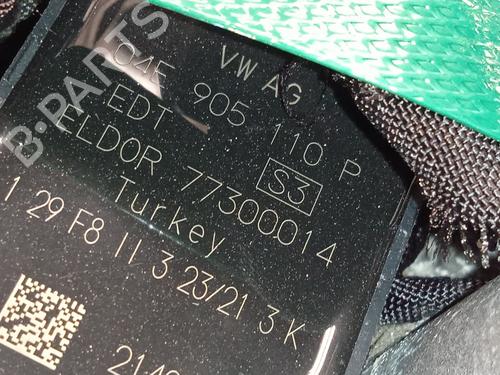 VW AG
04E 905 110 P
EDT S3
ELDOR 77300014
Turkey
1 29 F8 II 3 23/21 3 K
B-PARTS